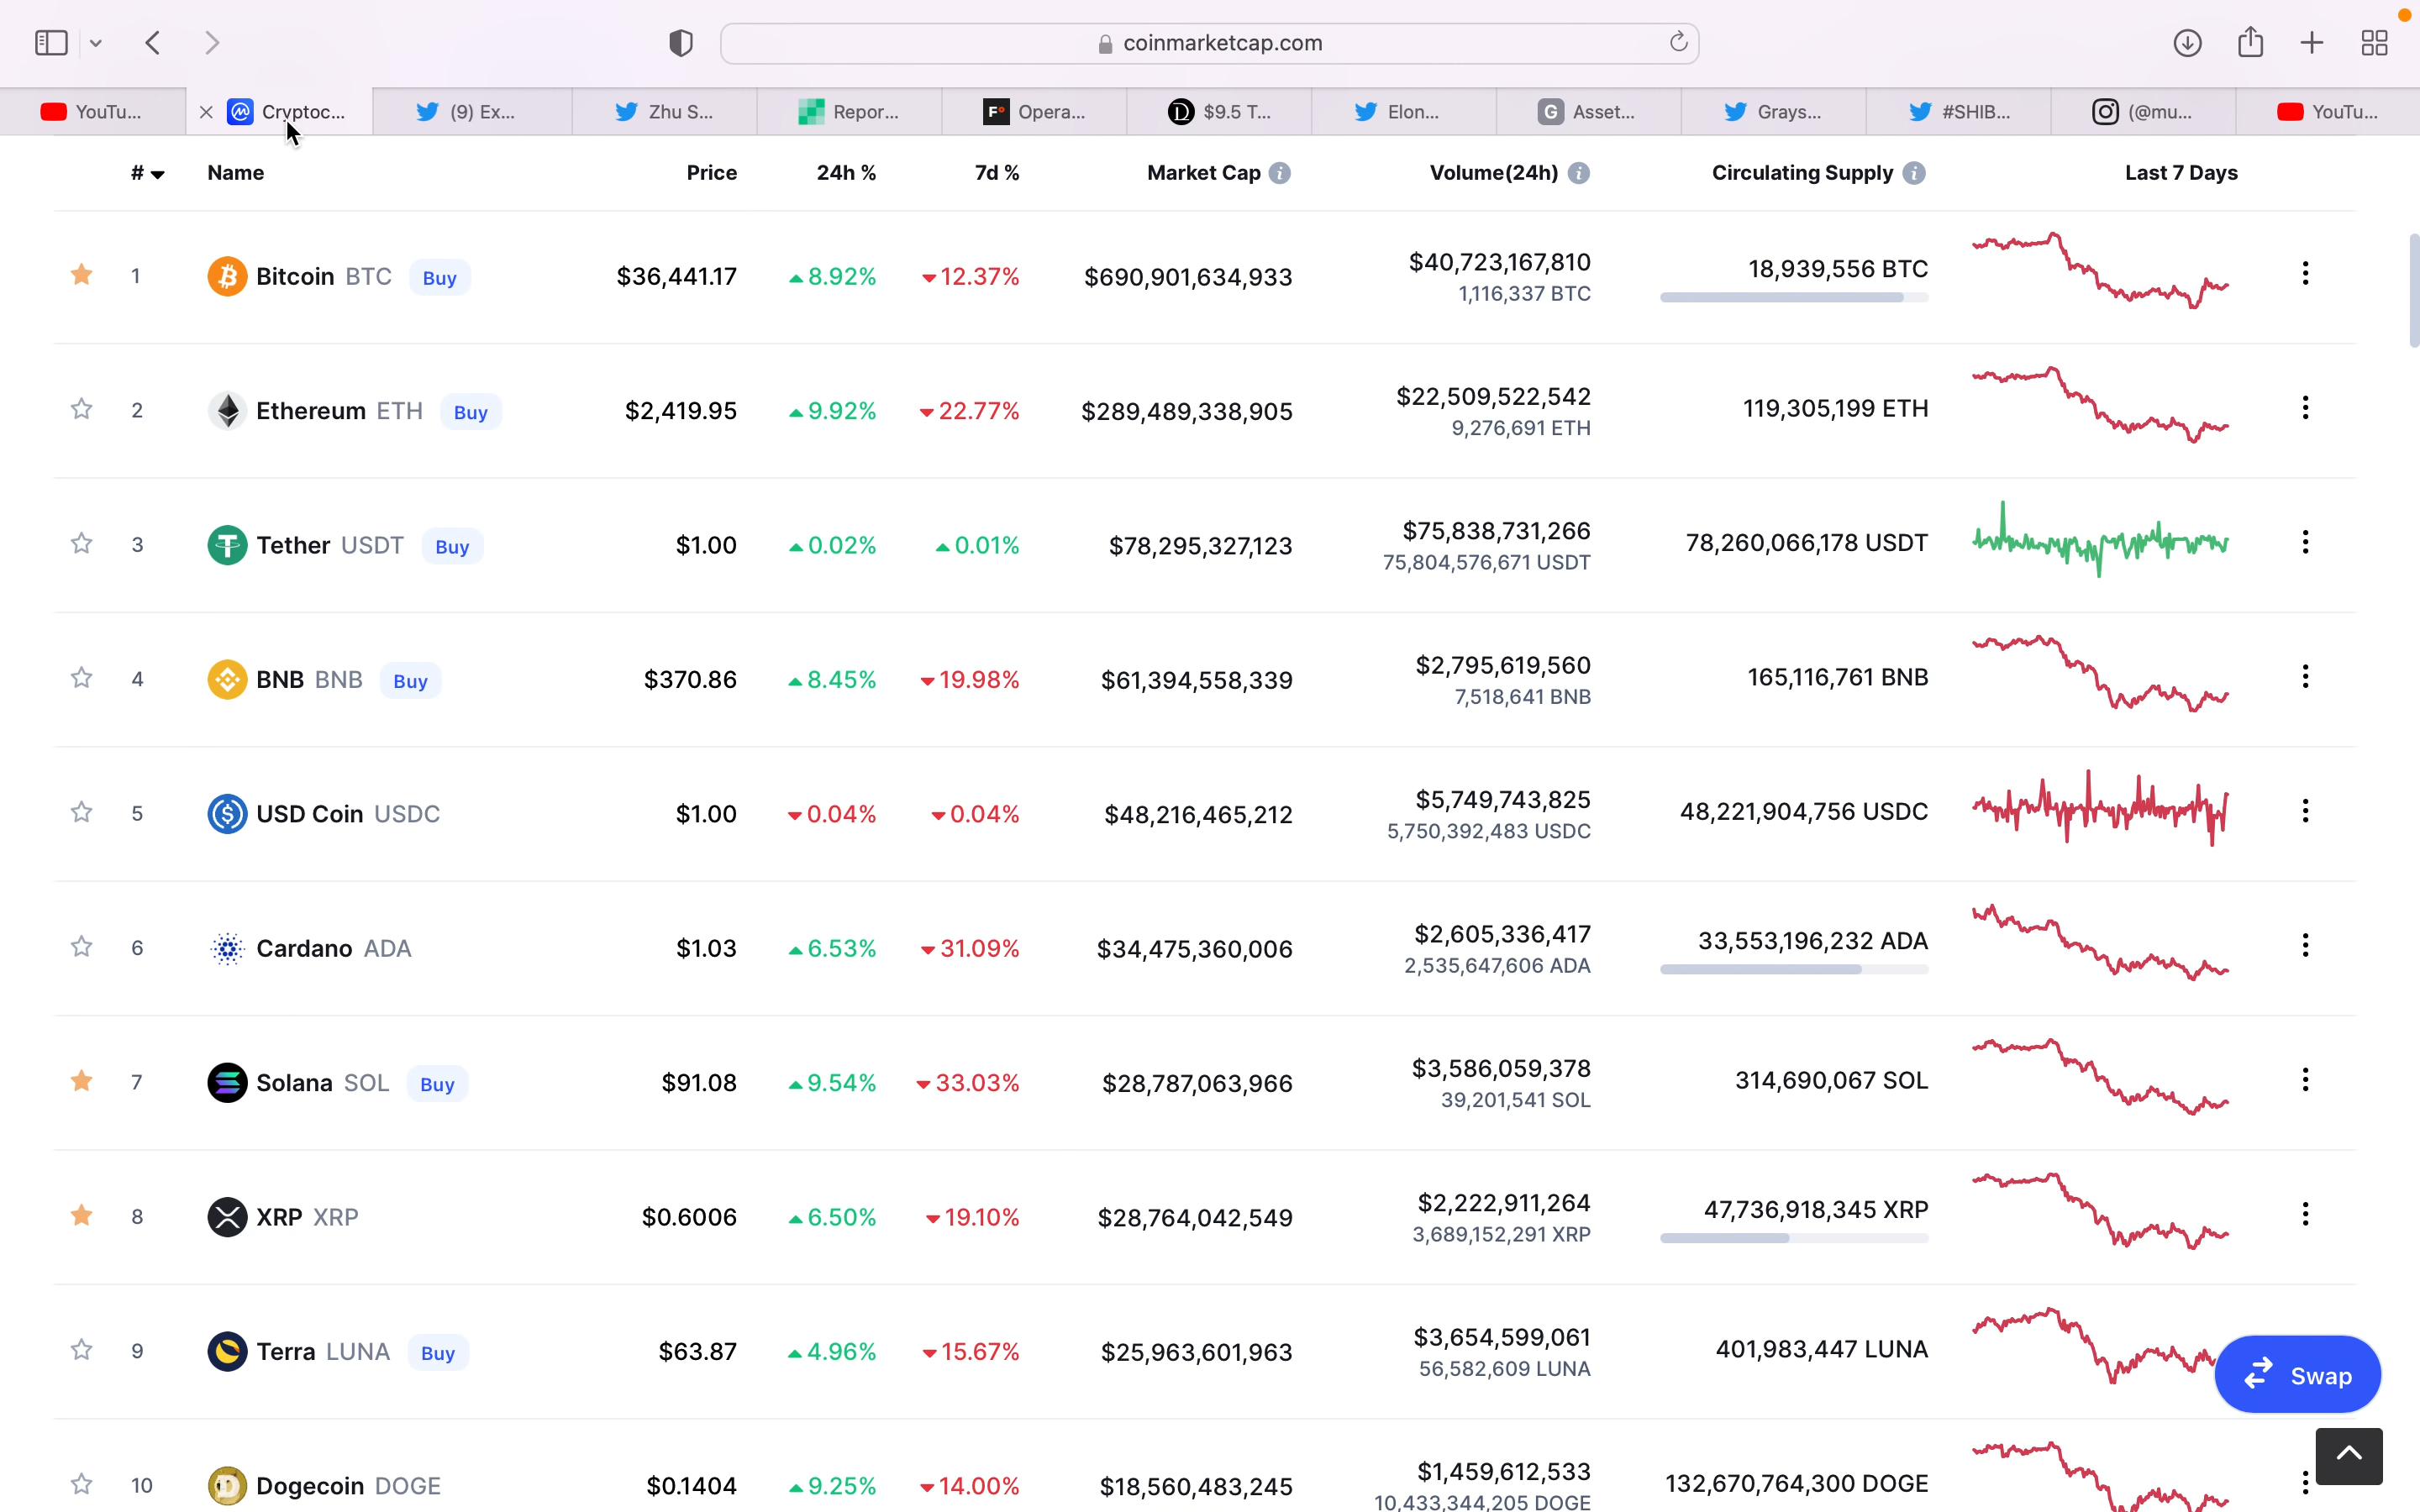 coinmarketcap.com
YouTu...
Cryptoc...
(9) Ex...
Zhu S...
Repor...
Opera...
$9.5 T...
Elon...
Asset...
Grays...
#SHIB...
(@mu...
YouTu...
# Name Price 24h % 7d % Market Cap Volume(24h) Circulating Supply Last 7 Days
1 Bitcoin BTC Buy $36,441.17 8.92% 12.37% $690,901,634,933 $40,723,167,810 18,939,556 BTC
1,116,337 BTC
2 Ethereum ETH Buy $2,419.95 9.92% 22.77% $289,489,338,905 $22,509,522,542 119,305,199 ETH
9,276,691 ETH
3 Tether USDT Buy $1.00 0.02% 0.01% $78,295,327,123 $75,838,731,266 78,260,066,178 USDT
75,804,576,671 USDT
4 BNB BNB Buy $370.86 8.45% 19.98% $61,394,558,339 $2,795,619,560 165,116,761 BNB
7,518,641 BNB
5 USD Coin USDC $1.00 0.04% 0.04% $48,216,465,212 $5,749,743,825 48,221,904,756 USDC
5,750,392,483 USDC
6 Cardano ADA $1.03 6.53% 31.09% $34,475,360,006 $2,605,336,417 33,553,196,232 ADA
2,535,647,606 ADA
7 Solana SOL Buy $91.08 9.54% 33.03% $28,787,063,966 $3,586,059,378 314,690,067 SOL
39,201,541 SOL
8 XRP XRP $0.6006 6.50% 19.10% $28,764,042,549 $2,222,911,264 47,736,918,345 XRP
3,689,152,291 XRP
9 Terra LUNA Buy $63.87 4.96% 15.67% $25,963,601,963 $3,654,599,061 401,983,447 LUNA
56,582,609 LUNA
Swap
10 Dogecoin DOGE $0.1404 9.25% 14.00% $18,560,483,245 $1,459,612,533 132,670,764,300 DOGE
10,433,344,205 DOGE